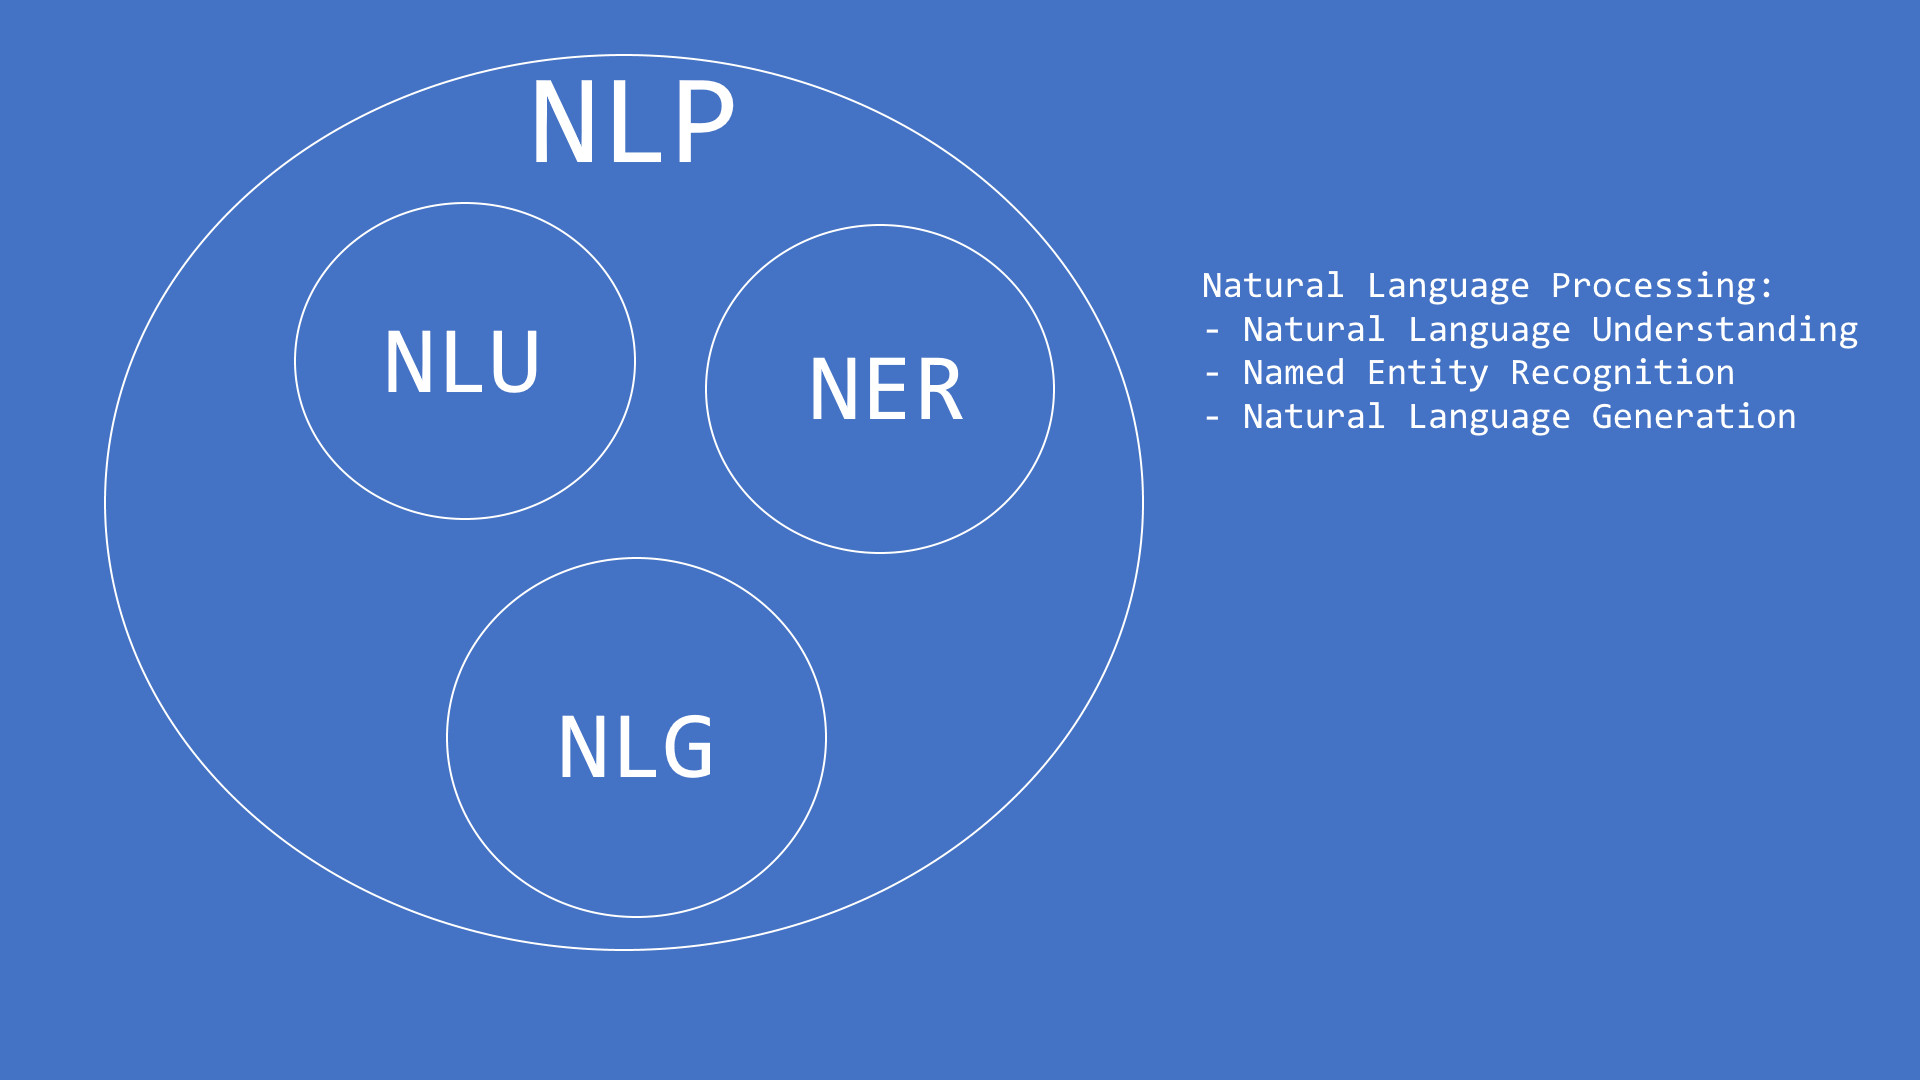 NLP
NLU
NER
NLG
Natural Language Processing:
- Natural Language Understanding
- Named Entity Recognition
- Natural Language Generation